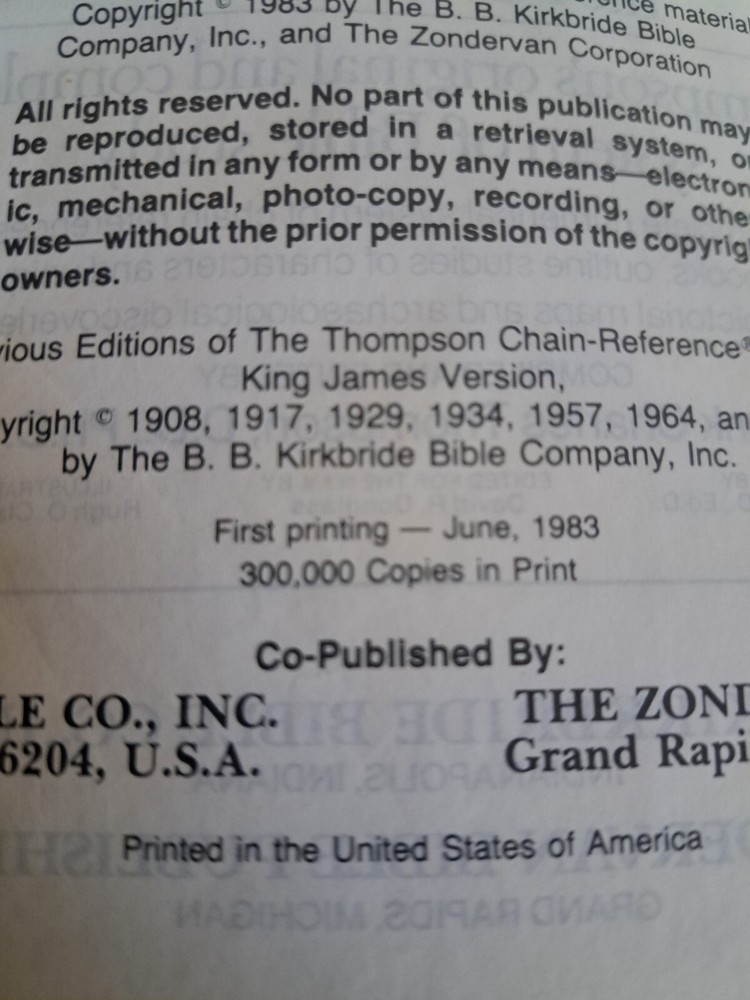 Copyright © 1983 by The B. B. Kirkbride Bible
Company, Inc., and The Zondervan Corporation
All rights reserved. No part of this publication may
be reproduced, stored in a retrieval system, or
transmitted in any form or by any means—electron
ic, mechanical, photo-copy, recording, or othe
wise—without the prior permission of the copyrig
owners.
vious Editions of The Thompson Chain-Reference®
King James Version,
yright © 1908, 1917, 1929, 1934, 1957, 1964, an
by The B. B. Kirkbride Bible Company, Inc.
First printing — June, 1983
300,000 Copies in Print
Co-Published By:
LE CO., INC. THE ZOND
6204, U.S.A. Grand Rapi
Printed in the United States of America